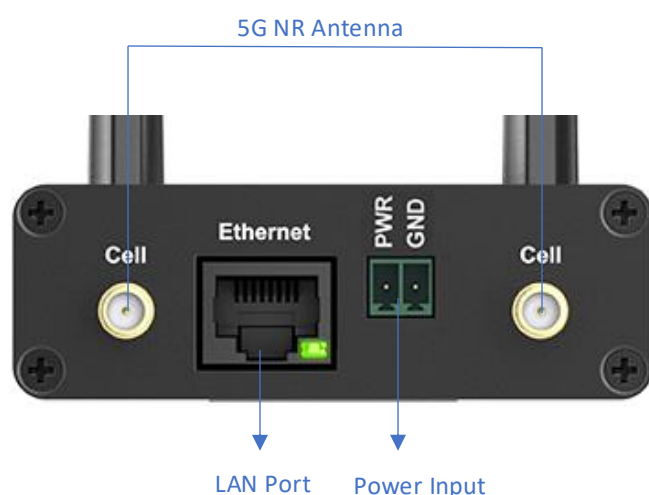 5G NR Antenna
PWR
GND
Ethernet
Cell
Cell
LAN Port
Power Input